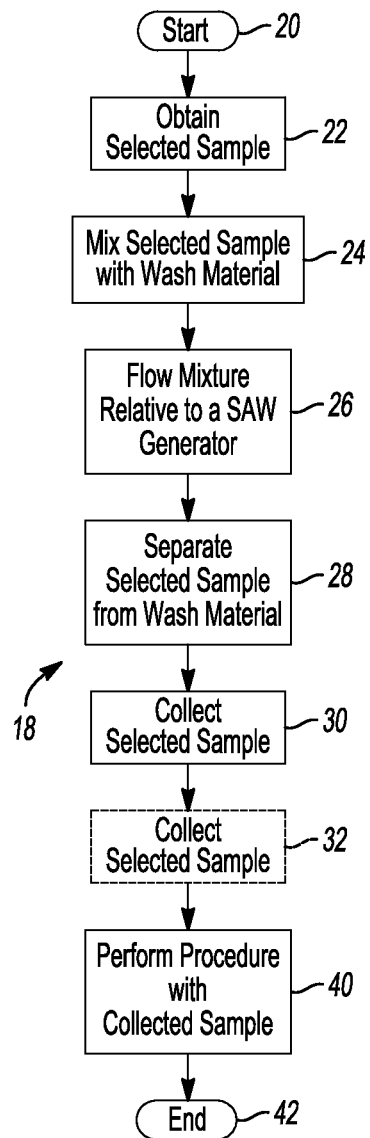 Start
20
Obtain
Selected Sample
22
Mix Selected Sample
with Wash Material
24
Flow Mixture
Relative to a SAW
Generator
26
Separate
Selected Sample
from Wash Material
28
18
Collect
Selected Sample
30
Collect
Selected Sample
32
Perform Procedure
with
Collected Sample
40
End
42